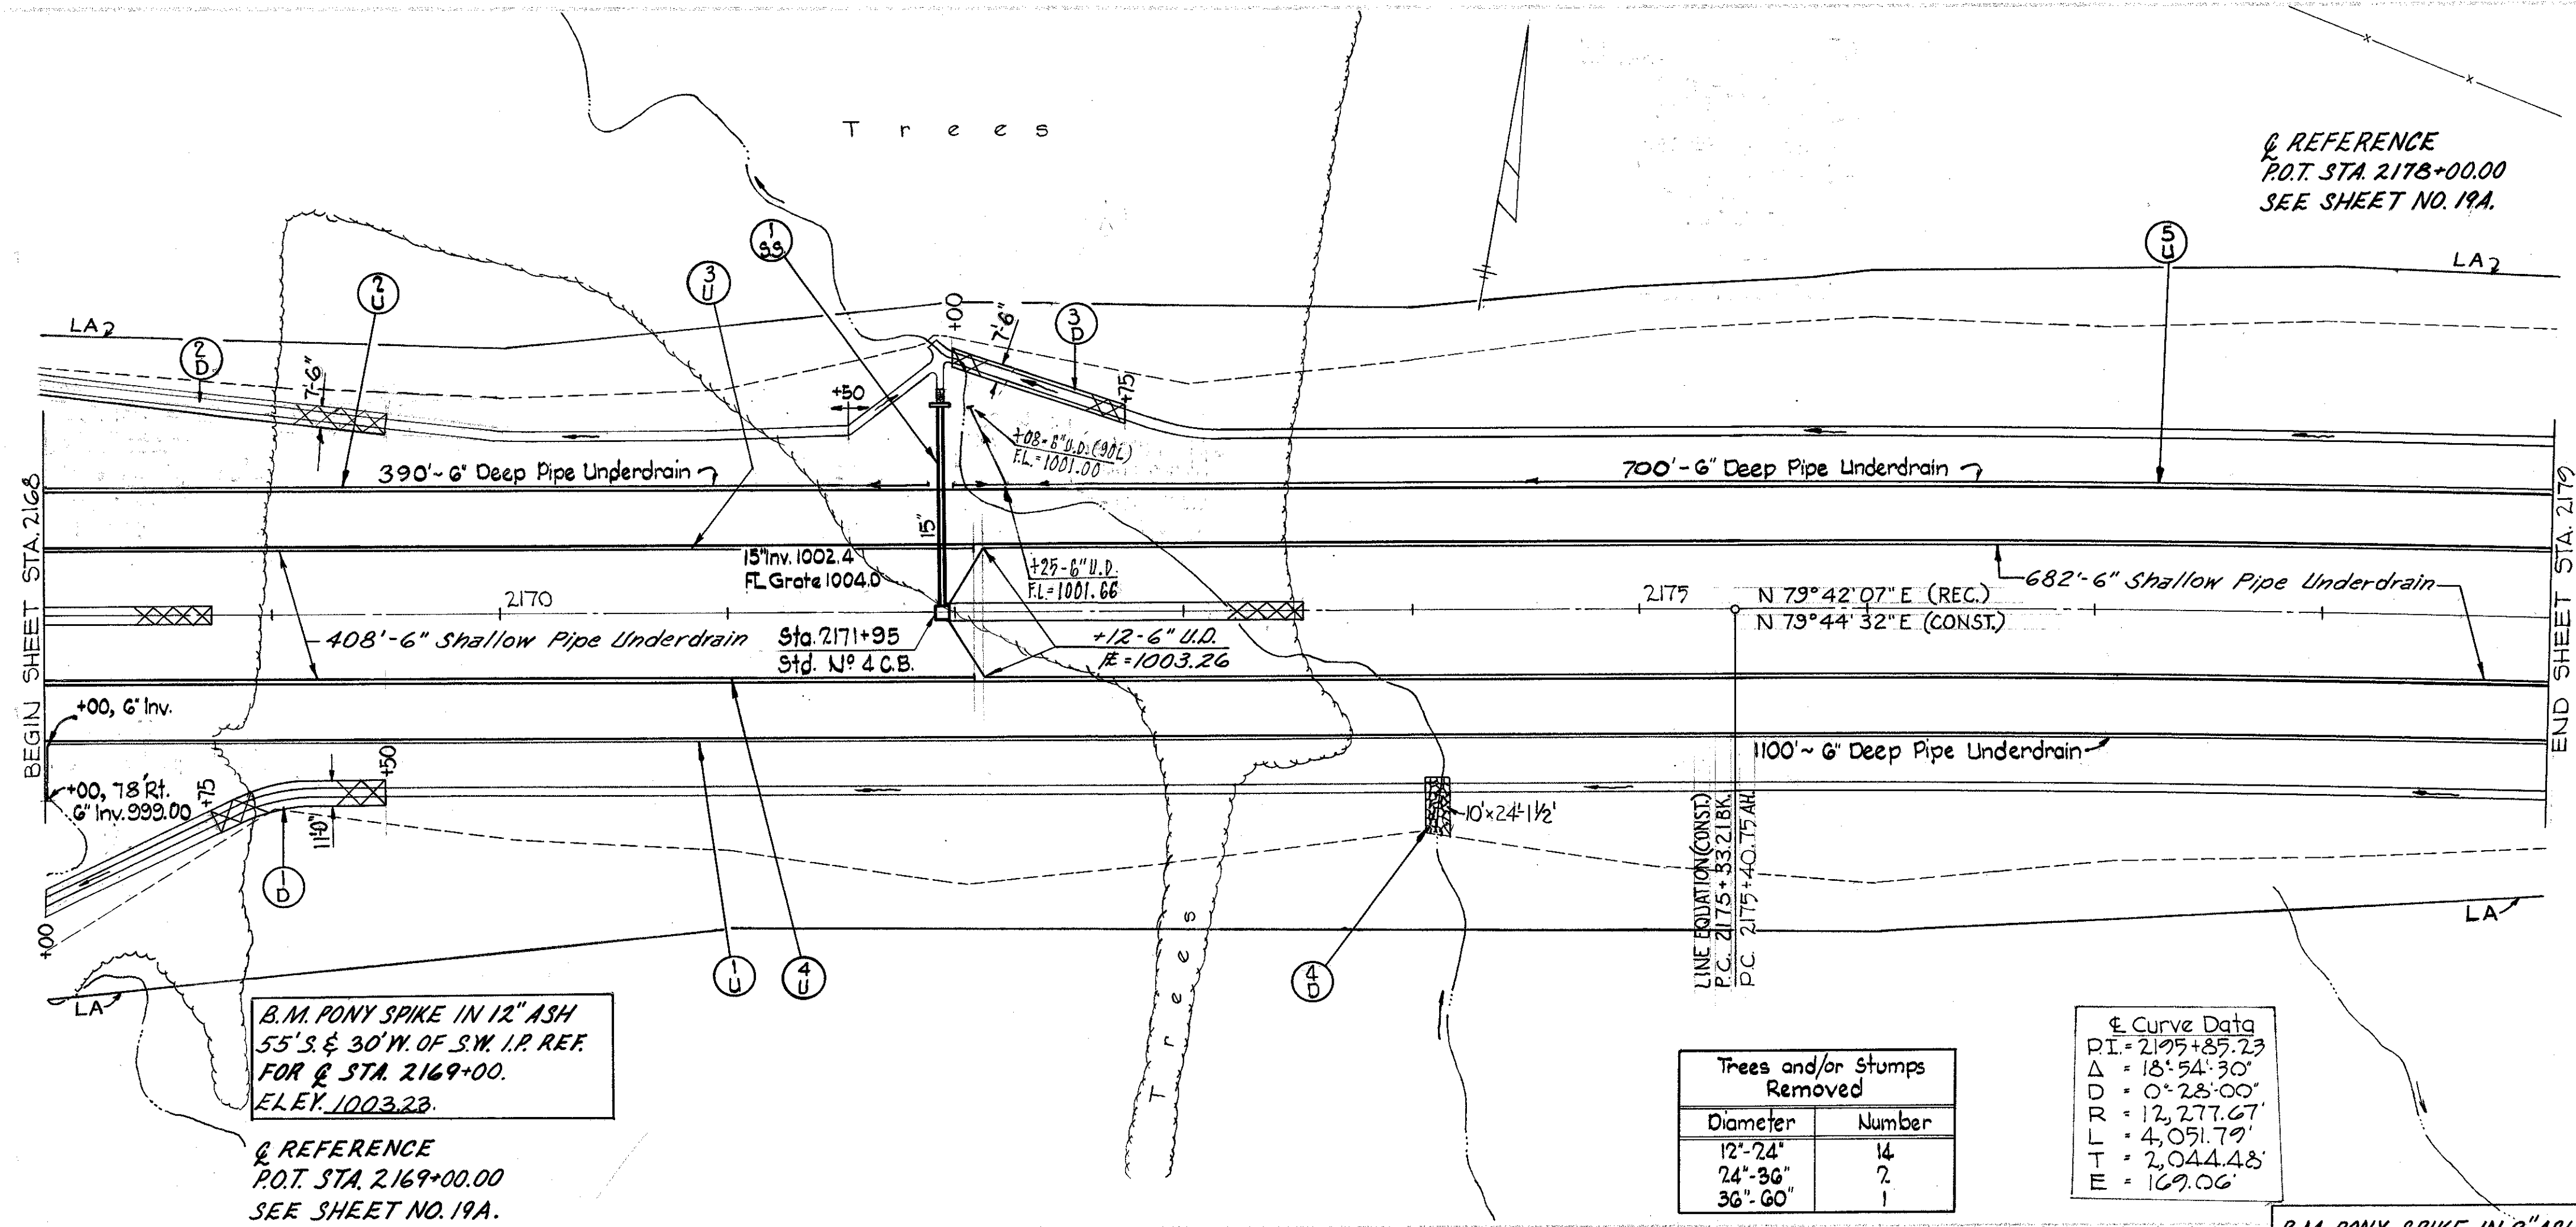 Trees
℄ REFERENCE
P.O.T. STA. 2178+00.00
SEE SHEET NO. 19A.
1
SS
5
U
2
U
3
U
LA
LA
2
D
3
D
+00
7'-6"
7'-6"
+75
+50
+08-6"U.D.(90L)
F.L.=1001.00
390'~6" Deep Pipe Underdrain
700'-6" Deep Pipe Underdrain
BEGIN SHEET STA. 2168
END SHEET STA. 2179
15"
15"Inv. 1002.4
FL Grate 1004.0
+25-6"U.D.
F.L.=1001.66
682'-6" Shallow Pipe Underdrain
2170
2175
N 79°42'07"E (REC.)
N 79°44'32"E (CONST.)
408'-6" Shallow Pipe Underdrain
Sta. 2171+95
Std. Nº 4 C.B.
+12-6" U.D.
FL=1003.26
+00, 6" Inv.
+00, 78'Rt.
6" Inv. 999.00
+75
+50
11'-0"
1100'~6" Deep Pipe Underdrain
10'x24'-1½'
LINE EQUATION (CONST.)
P.C. 2175+33.21 BK.
P.C. 2175+40.75 AH.
1
D
+00
LA
LA
1
U
4
U
4
D
Trees
B.M. PONY SPIKE IN 12" ASH
55'S. & 30'W. OF S.W. I.P. REF.
FOR ℄ STA. 2169+00.
ELEV. 1003.23.
℄ REFERENCE
P.O.T. STA. 2169+00.00
SEE SHEET NO. 19A.
Trees and/or Stumps
Removed
Diameter Number
12"-24" 14
24"-36" 2
36"-60" 1
℄ Curve Data
P.I. = 2195+85.23
Δ = 18°-54'-30"
D = 0°-28'-00"
R = 12,277.67'
L = 4,051.79'
T = 2,044.48'
E = 169.06'